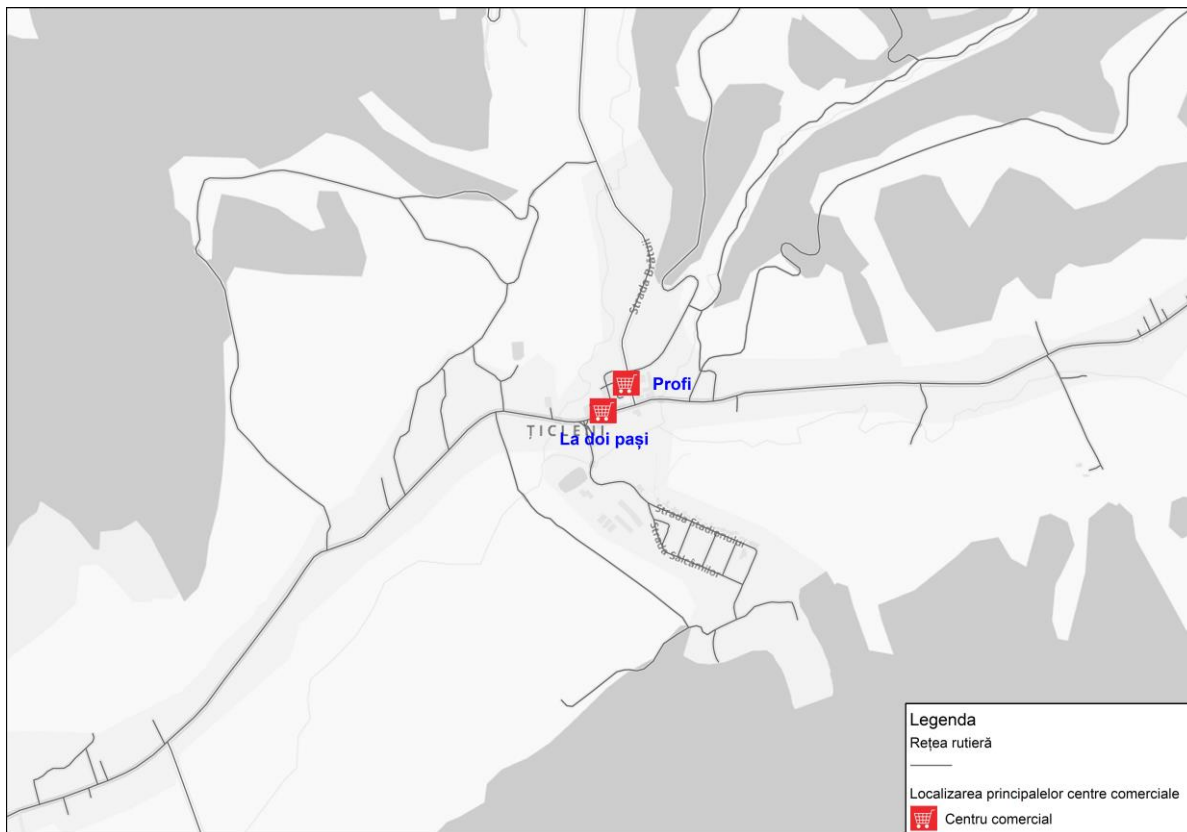 Strada Brătuii
Profi
ȚICLENI
La doi pași
Strada Stadionului
Strada Salcâmilor
Legenda
Rețea rutieră
Localizarea principalelor centre comerciale
Centru comercial